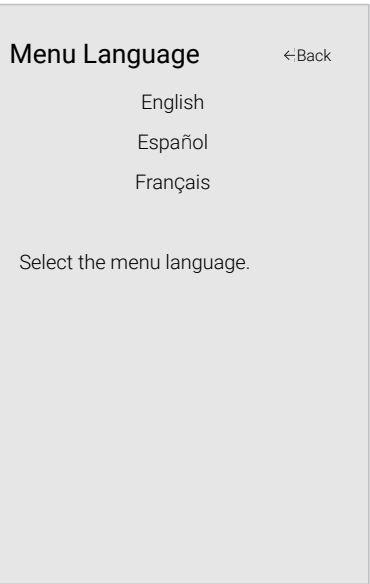 Menu Language ←Back
English
Español
Français
Select the menu language.